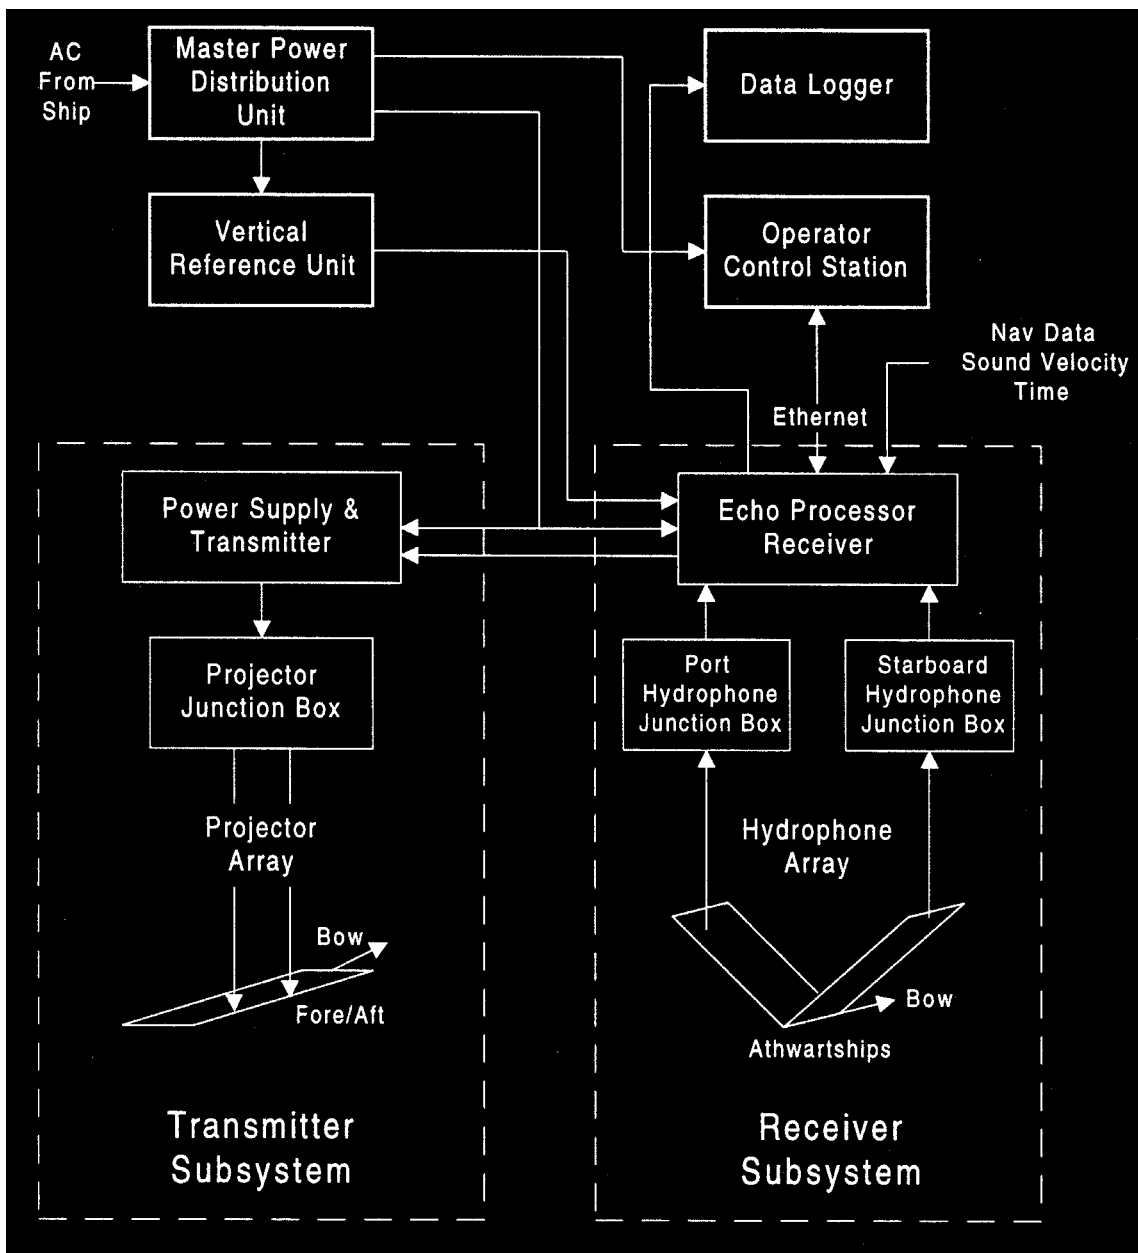 AC
From
Ship
Master Power
Distribution
Unit
Data Logger
Vertical
Reference Unit
Operator
Control Station
Nav Data
Sound Velocity
Time
Ethernet
Power Supply &
Transmitter
Echo Processor
Receiver
Projector
Junction Box
Port
Hydrophone
Junction Box
Starboard
Hydrophone
Junction Box
Projector
Array
Hydrophone
Array
Bow
Fore/Aft
Bow
Athwartships
Transmitter
Subsystem
Receiver
Subsystem